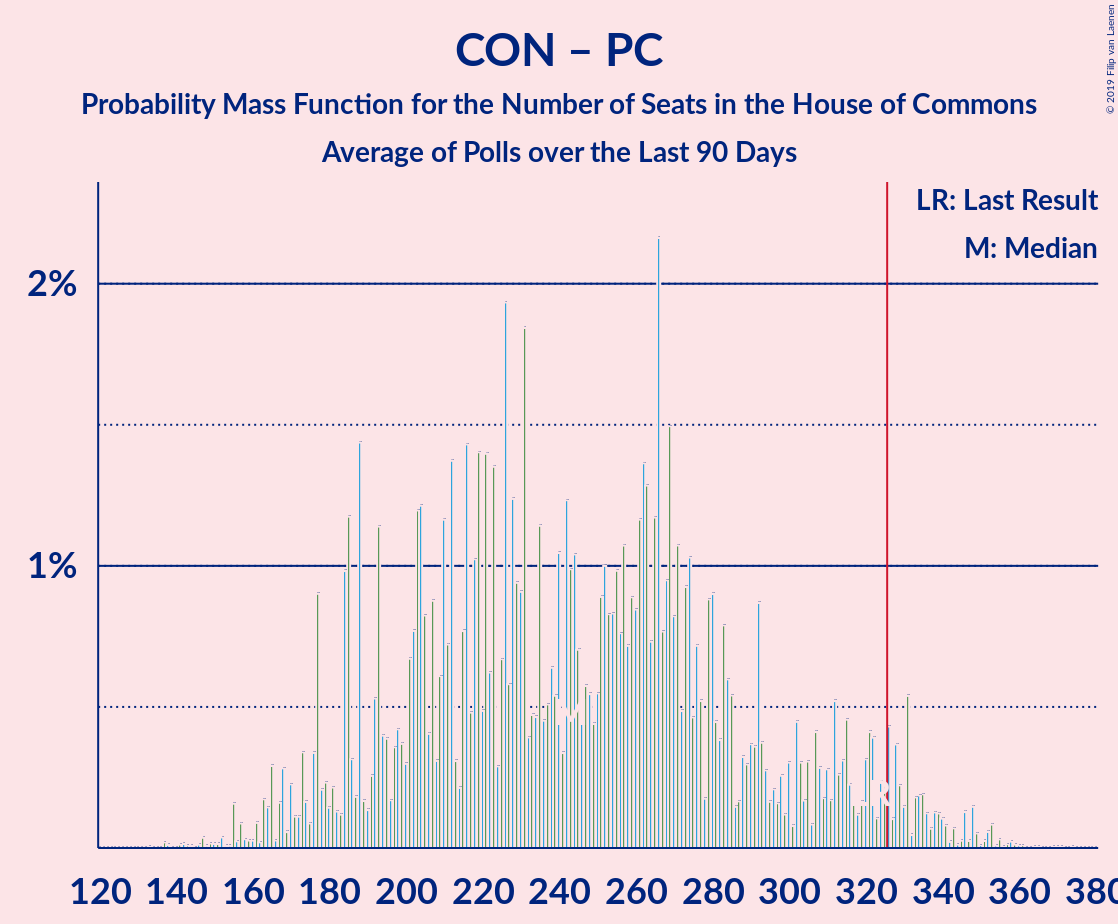 CON – PC
Probability Mass Function for the Number of Seats in the House of Commons
Average of Polls over the Last 90 Days
© 2019 Filip van Laenen
LR: Last Result
M: Median
2%
1%
120 140 160 180 200 220 240 260 280 300 320 340 360 380